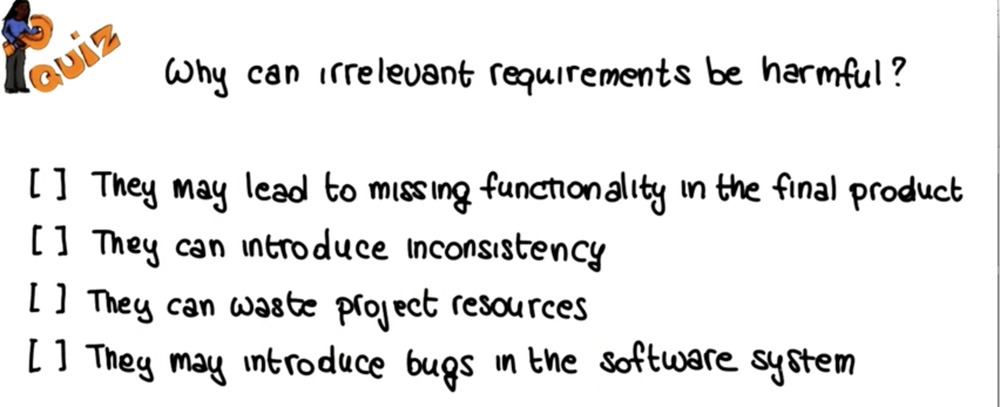 QUIZ
Why can irrelevant requirements be harmful?
[ ] They may lead to missing functionality in the final product
[ ] They can introduce inconsistency
[ ] They can waste project resources
[ ] They may introduce bugs in the software system